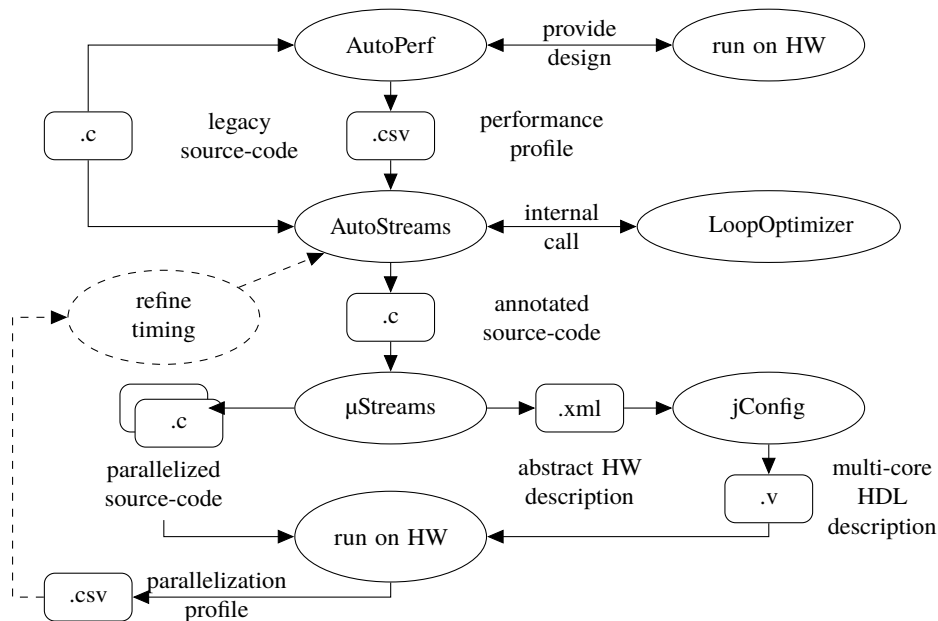 AutoPerf
provide
design
run on HW
.c
legacy
source-code
.csv
performance
profile
AutoStreams
internal
call
LoopOptimizer
refine
timing
.c
annotated
source-code
.c
µStreams
.xml
jConfig
parallelized
source-code
abstract HW
description
.v
multi-core
HDL
description
run on HW
.csv
parallelization
profile